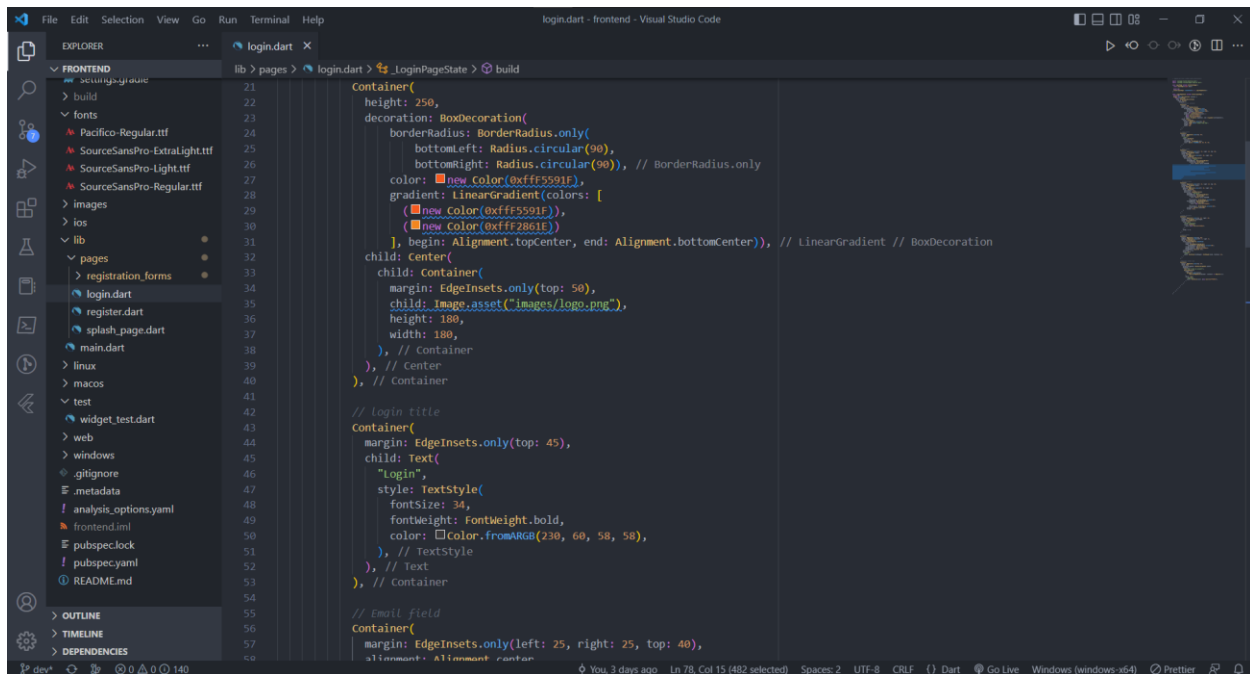 File Edit Selection View Go Run Terminal Help
login.dart - frontend - Visual Studio Code
EXPLORER
login.dart
FRONTEND
lib > pages > login.dart > _LoginPageState > build
settings.gradle
build
fonts
Pacifico-Regular.ttf
SourceSansPro-ExtraLight.ttf
SourceSansPro-Light.ttf
SourceSansPro-Regular.ttf
images
ios
lib
pages
registration_forms
login.dart
register.dart
splash_page.dart
main.dart
linux
macos
test
widget_test.dart
web
windows
.gitignore
.metadata
analysis_options.yaml
frontend.iml
pubspec.lock
pubspec.yaml
README.md
OUTLINE
TIMELINE
DEPENDENCIES
7
21 Container(
22 height: 250,
23 decoration: BoxDecoration(
24 borderRadius: BorderRadius.only(
25 bottomLeft: Radius.circular(90),
26 bottomRight: Radius.circular(90)), // BorderRadius.only
27 color: new Color(0xffF5591F),
28 gradient: LinearGradient(colors: [
29 (new Color(0xffF5591F)),
30 (new Color(0xffF2861E))
31 ], begin: Alignment.topCenter, end: Alignment.bottomCenter)), // LinearGradient // BoxDecoration
32 child: Center(
33 child: Container(
34 margin: EdgeInsets.only(top: 50),
35 child: Image.asset("images/logo.png"),
36 height: 180,
37 width: 180,
38 ), // Container
39 ), // Center
40 ), // Container
41
42 // login title
43 Container(
44 margin: EdgeInsets.only(top: 45),
45 child: Text(
46 "Login",
47 style: TextStyle(
48 fontSize: 34,
49 fontWeight: FontWeight.bold,
50 color: Color.fromARGB(230, 60, 58, 58),
51 ), // TextStyle
52 ), // Text
53 ), // Container
54
55 // Email field
56 Container(
57 margin: EdgeInsets.only(left: 25, right: 25, top: 40),
58 alignment: Alignment.center
dev* 0 0 140 You, 3 days ago Ln 78, Col 15 (482 selected) Spaces: 2 UTF-8 CRLF {} Dart Go Live Windows (windows-x64) Prettier